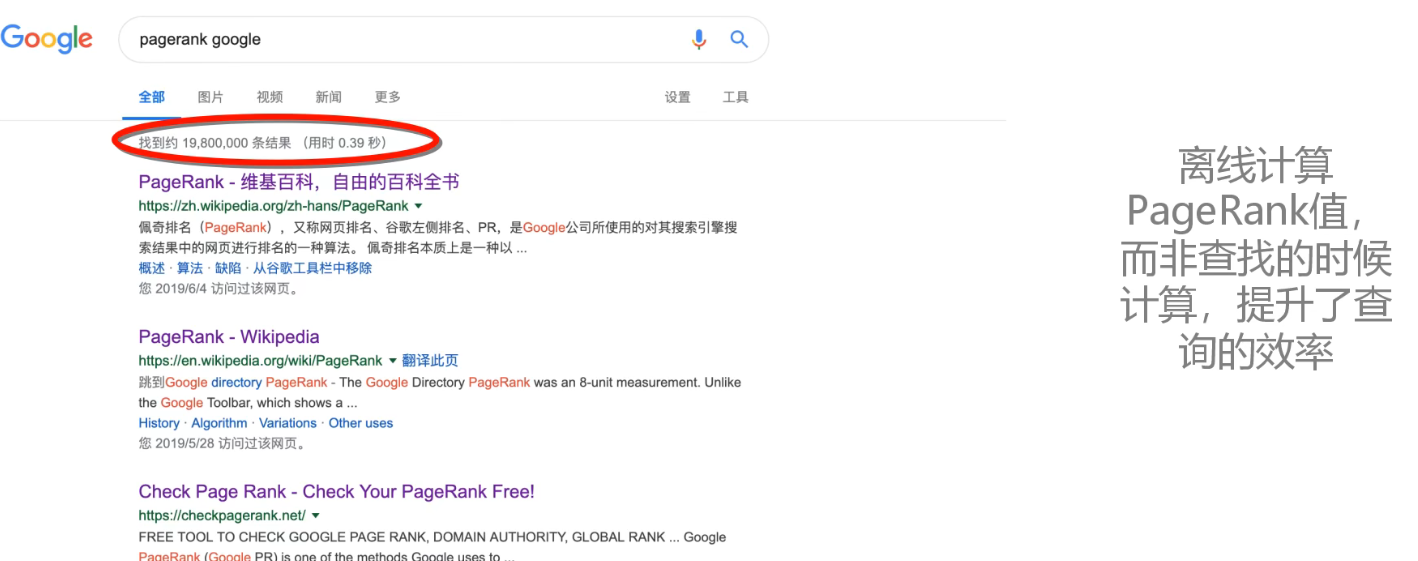 Google
pagerank google
全部 图片 视频 新闻 更多 设置 工具
找到约 19,800,000 条结果 （用时 0.39 秒）
PageRank - 维基百科，自由的百科全书
https://zh.wikipedia.org/zh-hans/PageRank
佩奇排名（PageRank），又称网页排名、谷歌左侧排名、PR，是Google公司所使用的对其搜索引擎搜
索结果中的网页进行排名的一种算法。 佩奇排名本质上是一种以 ...
概述 · 算法 · 缺陷 · 从谷歌工具栏中移除
您 2019/6/4 访问过该网页。
PageRank - Wikipedia
https://en.wikipedia.org/wiki/PageRank 翻译此页
跳到Google directory PageRank - The Google Directory PageRank was an 8-unit measurement. Unlike
the Google Toolbar, which shows a ...
History · Algorithm · Variations · Other uses
您 2019/5/28 访问过该网页。
Check Page Rank - Check Your PageRank Free!
https://checkpagerank.net/
FREE TOOL TO CHECK GOOGLE PAGE RANK, DOMAIN AUTHORITY, GLOBAL RANK ... Google
PageRank (Google PR) is one of the methods Google uses to ...
离线计算
PageRank值，
而非查找的时候
计算，提升了查
询的效率